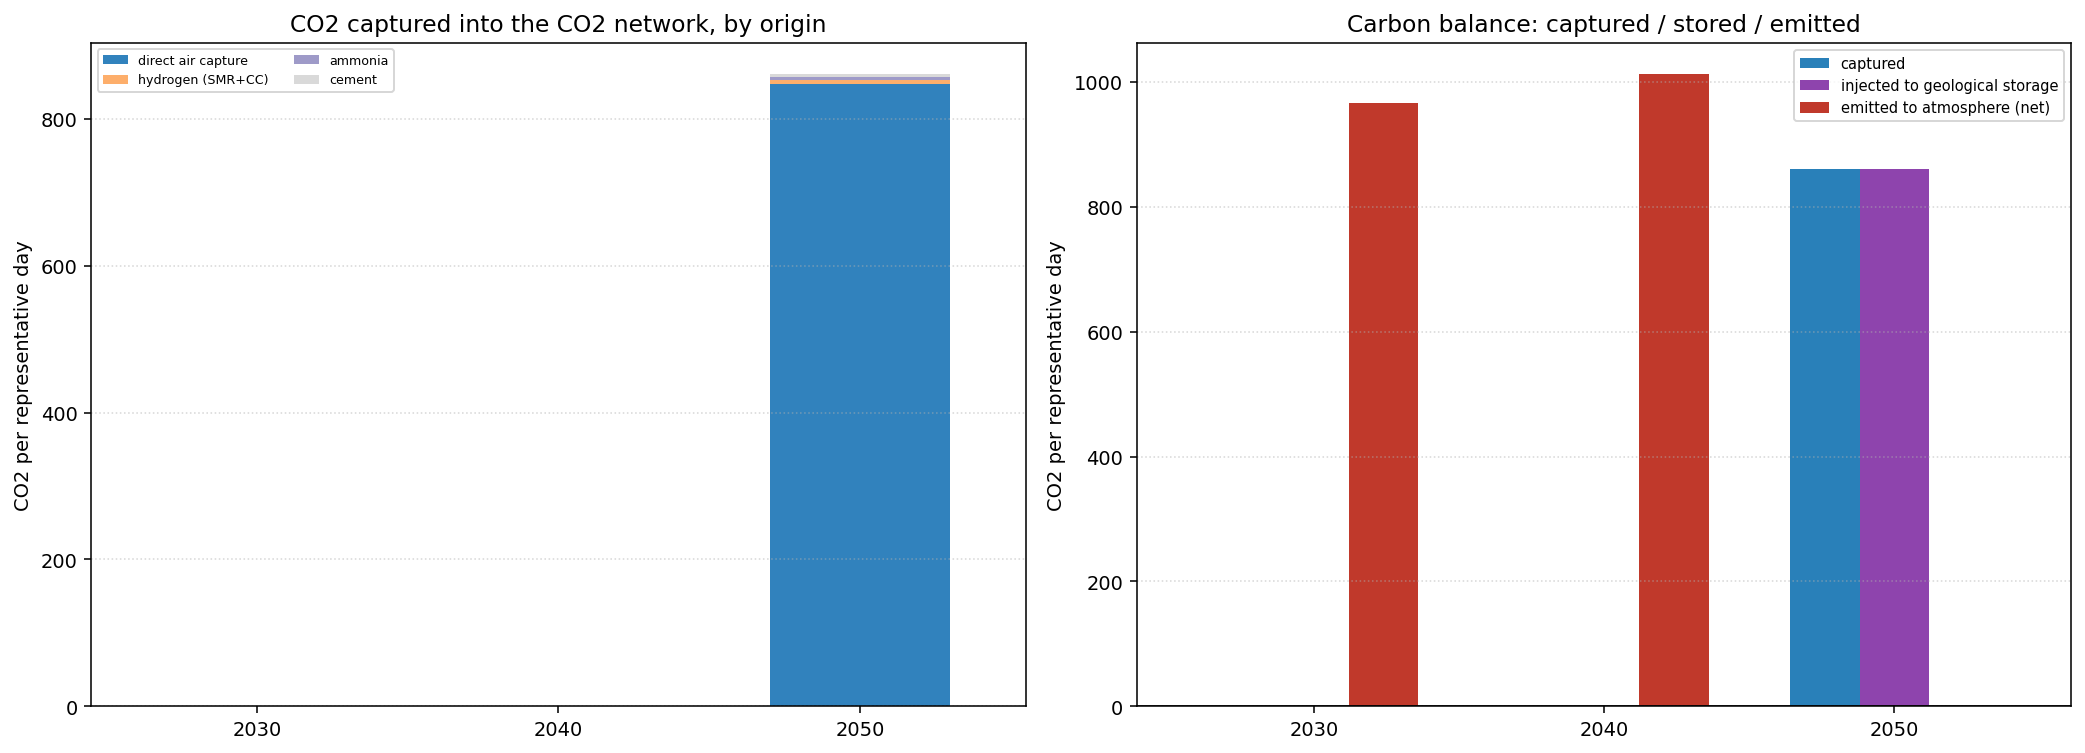 CO2 captured into the CO2 network, by origin
direct air capture
hydrogen (SMR+CC)
ammonia
cement
CO2 per representative day
800
600
400
200
0
2030
2040
2050
Carbon balance: captured / stored / emitted
captured
injected to geological storage
emitted to atmosphere (net)
CO2 per representative day
1000
800
600
400
200
0
2030
2040
2050